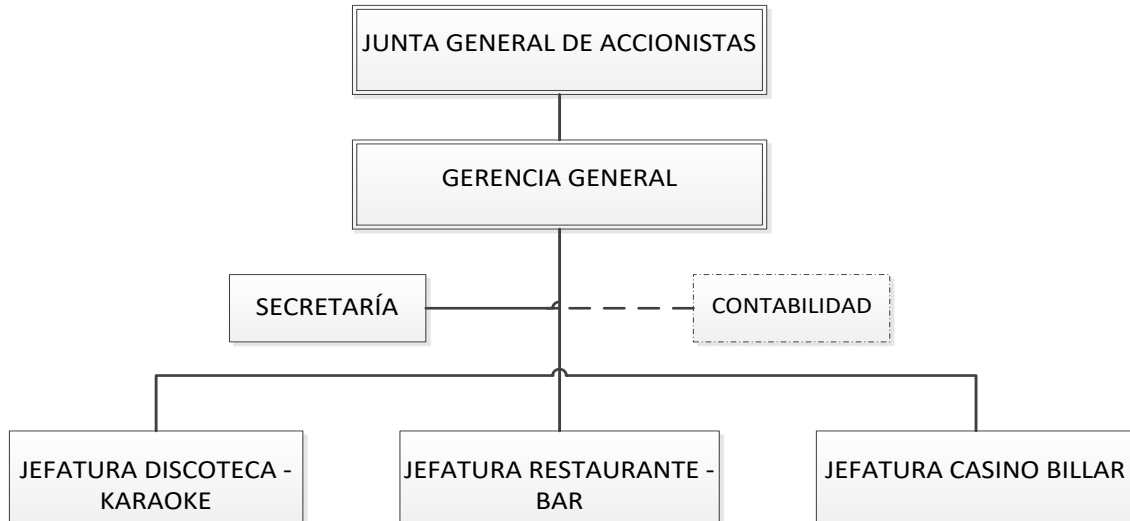 JUNTA GENERAL DE ACCIONISTAS
GERENCIA GENERAL
SECRETARÍA
CONTABILIDAD
JEFATURA DISCOTECA -
KARAOKE
JEFATURA RESTAURANTE -
BAR
JEFATURA CASINO BILLAR